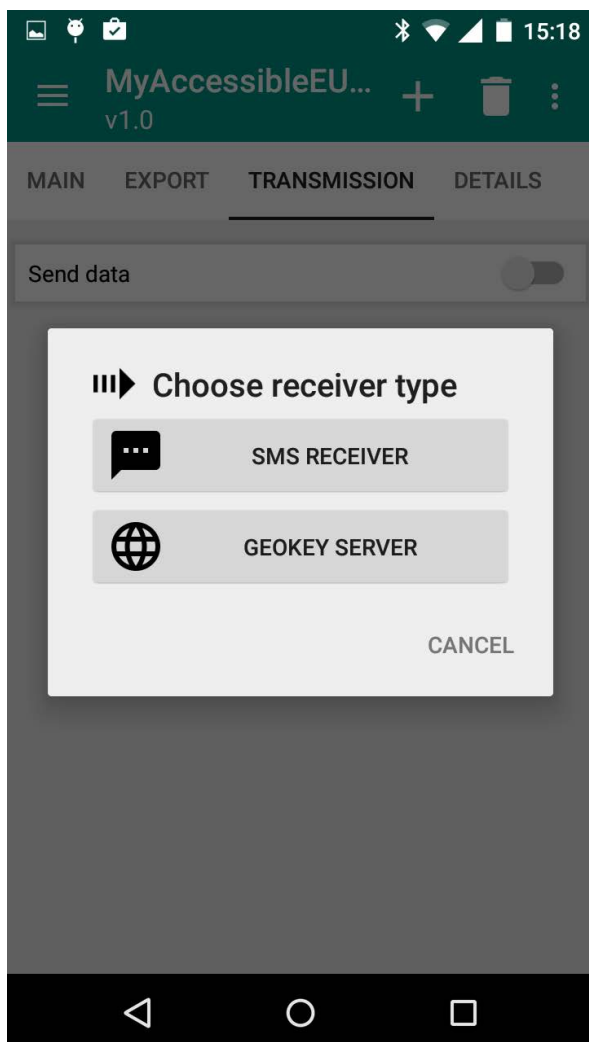 15:18
MyAccessibleEU...
v1.0
MAIN EXPORT TRANSMISSION DETAILS
Send data
Choose receiver type
SMS RECEIVER
GEOKEY SERVER
CANCEL